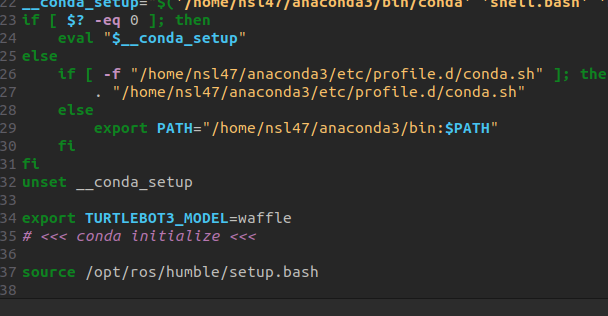 22 __conda_setup="$('/home/nsl47/anaconda3/bin/conda' 'shell.bash' '
23 if [ $? -eq 0 ]; then
24     eval "$__conda_setup"
25 else
26     if [ -f "/home/nsl47/anaconda3/etc/profile.d/conda.sh" ]; the
27         . "/home/nsl47/anaconda3/etc/profile.d/conda.sh"
28     else
29         export PATH="/home/nsl47/anaconda3/bin:$PATH"
30     fi
31 fi
32 unset __conda_setup
33
34 export TURTLEBOT3_MODEL=waffle
35 # <<< conda initialize <<<
36
37 source /opt/ros/humble/setup.bash
38